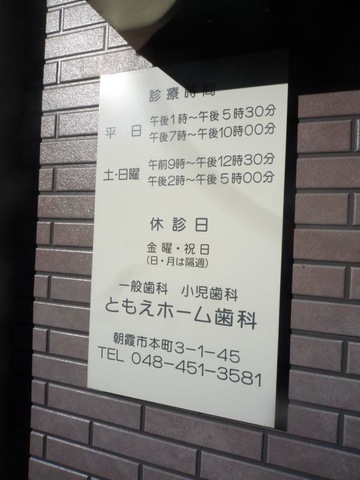 診療時間
平日 午後1時～午後5時30分
午後7時～午後10時00分
土・日曜 午前9時～午後12時30分
午後2時～午後5時00分
休診日
金曜・祝日
(日・月は隔週)
一般歯科 小児歯科
ともえホーム歯科
朝霞市本町3-1-45
TEL 048-451-3581